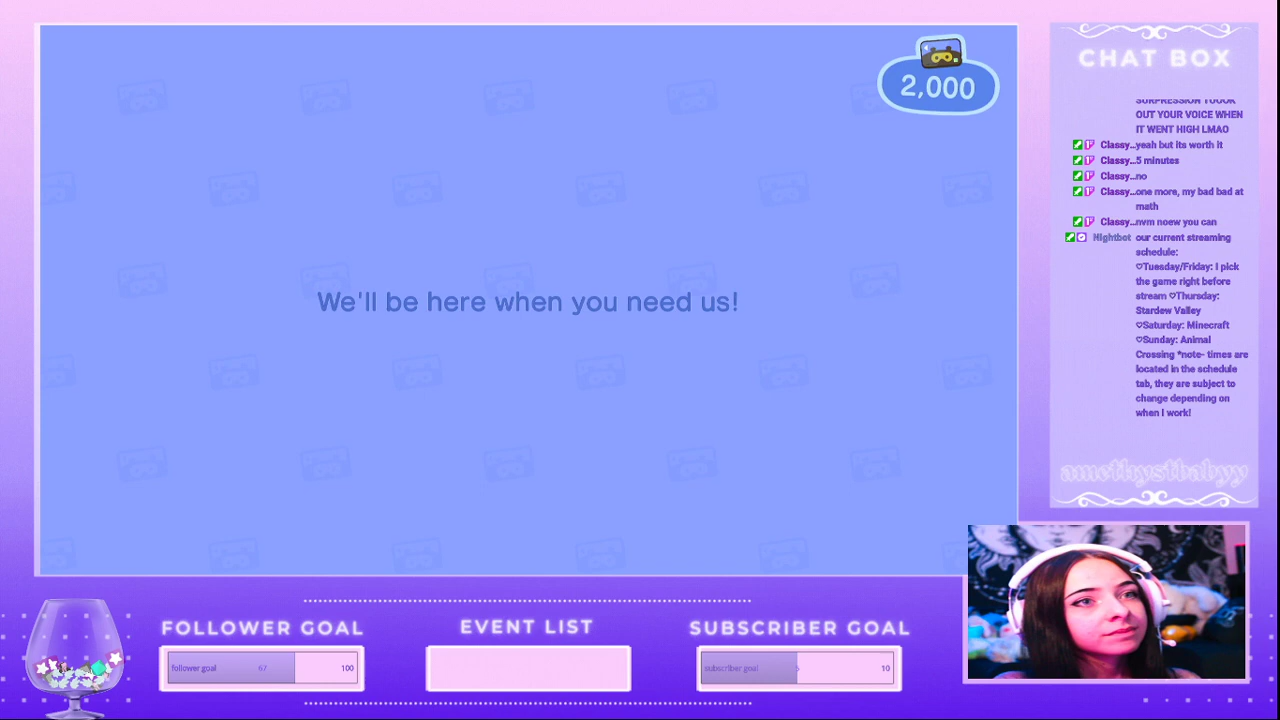 2,000
We'll be here when you need us!
CHAT BOX
SURPRESSION TOOOK
OUT YOUR VOICE WHEN
IT WENT HIGH LMAO
Classy... yeah but its worth it
Classy... 5 minutes
Classy... no
Classy... one more, my bad bad at
math
Classy... nvm noew you can
Nightbot our current streaming
schedule:
♡Tuesday/Friday: I pick
the game right before
stream ♡Thursday:
Stardew Valley
♡Saturday: Minecraft
♡Sunday: Animal
Crossing *note- times are
located in the schedule
tab, they are subject to
change depending on
when I work!
amethystbabyy
FOLLOWER GOAL
follower goal 67 100
EVENT LIST
SUBSCRIBER GOAL
subscriber goal 5 10